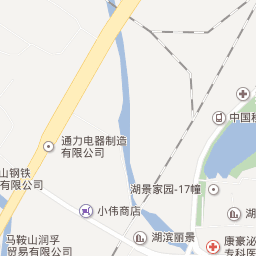 通力电器制造
有限公司
中国移
山钢铁
有限公司
湖景家园-17幢
小伟商店
马鞍山润孚
贸易有限公司
湖滨丽景
康豪泌
专科医